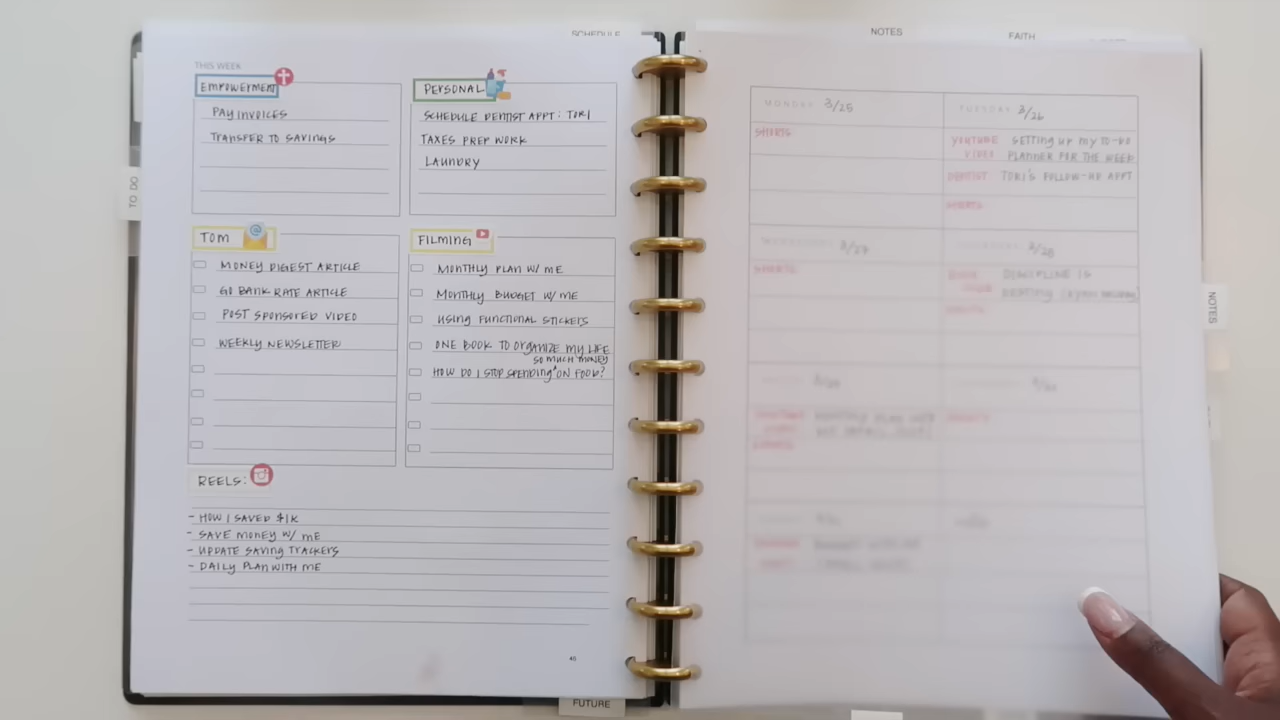 SCHEDULE
NOTES
FAITH
THIS WEEK
EMPOWERMENT
PAY INVOICES
TRANSFER TO SAVINGS
PERSONAL
SCHEDULE DENTIST APPT: TORI
TAXES PREP WORK
LAUNDRY
TO DO
TOM
MONEY DIGEST ARTICLE
GO BANK RATE ARTICLE
POST SPONSORED VIDEO
WEEKLY NEWSLETTER
FILMING
MONTHLY PLAN W/ ME
MONTHLY BUDGET W/ ME
USING FUNCTIONAL STICKERS
ONE BOOK TO ORGANIZE MY LIFE
SO MUCH MONEY
HOW DO I STOP SPENDING ^ ON FOOD?
REELS:
- HOW I SAVED $1K
- SAVE MONEY W/ ME
- UPDATE SAVING TRACKERS
- DAILY PLAN WITH ME
FUTURE
MONDAY 3/25
SHORTS
TUESDAY 3/26
YOUTUBE SETTING UP MY TO-DO
VIDEO PLANNER FOR THE WEEK
DENTIST TORI'S FOLLOW-UP APPT
SHORTS
3/27
SHORTS
3/28
DISCIPLINE IS
NOTES